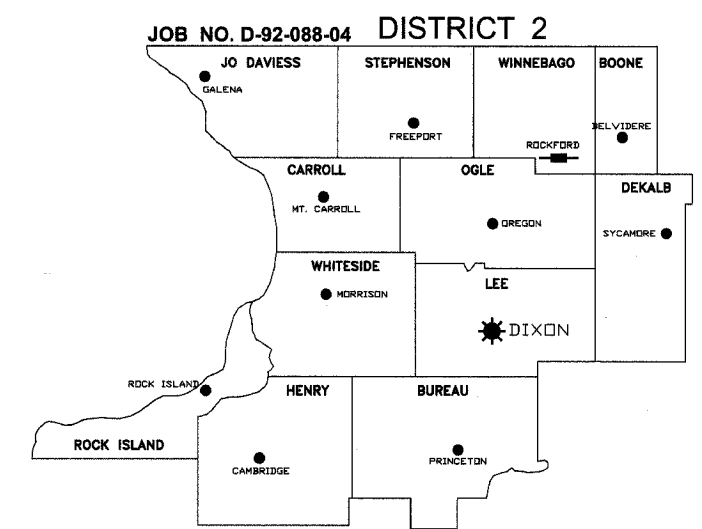 JOB NO. D-92-088-04 DISTRICT 2
JO DAVIESS STEPHENSON WINNEBAGO BOONE
GALENA
FREEPORT
BELVIDERE
ROCKFORD
CARROLL OGLE
DEKALB
MT. CARROLL
OREGON
SYCAMORE
WHITESIDE
LEE
MORRISON
DIXON
ROCK ISLAND
HENRY BUREAU
ROCK ISLAND
CAMBRIDGE
PRINCETON